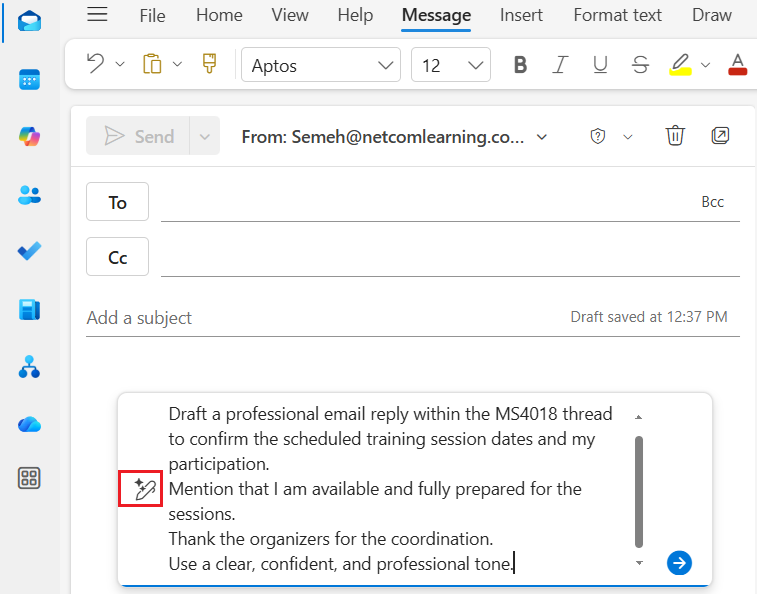 File Home View Help Message Insert Format text Draw
Aptos 12 B I U S A
Send From: Semeh@netcomlearning.co...
To Bcc
Cc
Add a subject Draft saved at 12:37 PM
Draft a professional email reply within the MS4018 thread
to confirm the scheduled training session dates and my
participation.
Mention that I am available and fully prepared for the
sessions.
Thank the organizers for the coordination.
Use a clear, confident, and professional tone.